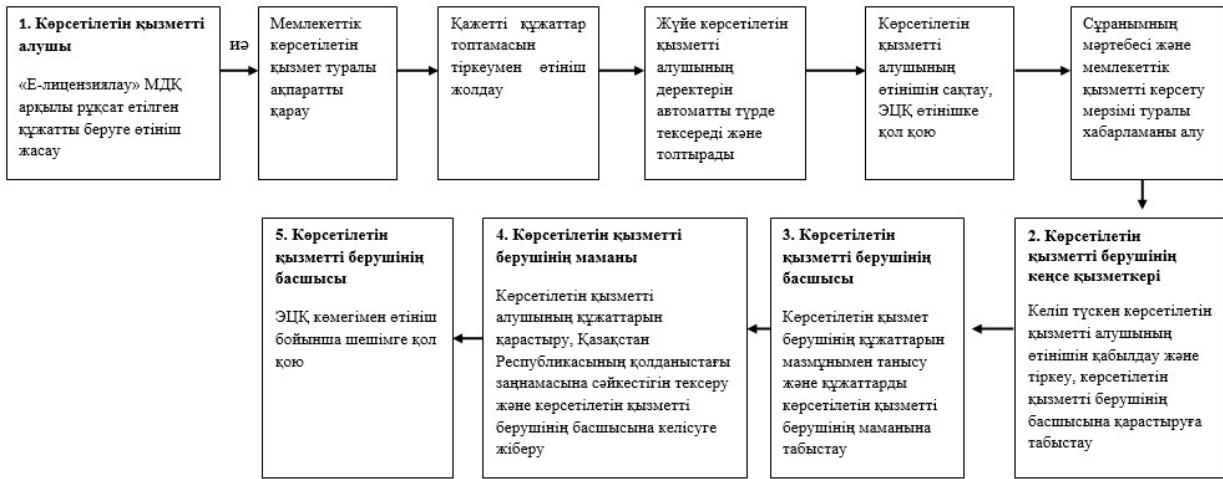 1. Көрсетілетін қызметті
алушы
«Е-лицензиялау» МДҚ
арқылы рұқсат етілген
құжатты беруге өтініш
жасау
иә
Мемлекеттік
көрсетілетін
қызмет туралы
ақпаратты
қарау
Қажетті құжаттар
топтамасын
тіркеумен өтініш
жолдау
Жүйе көрсетілетін
қызметті
алушының
деректерін
автоматты түрде
тексереді және
толтырады
Көрсетілетін
қызметті
алушының
өтінішін сақтау,
ЭЦҚ өтінішке
қол қою
Сұранымның
мәртебесі және
мемлекеттік
қызметті көрсету
мерзімі туралы
хабарламаны алу
2. Көрсетілетін
қызметті берушінің
кеңсе қызметкері
Келіп түскен көрсетілетін
қызметті алушының
өтінішін қабылдау және
тіркеу, көрсетілетін
қызметті берушінің
басшысына қарастыруға
табыстау
3. Көрсетілетін
қызметті берушінің
басшысы
Көрсетілетін қызмет
берушінің құжаттарын
мазмұнымен танысу
және құжаттарды
көрсетілетін қызметті
берушінің маманына
табыстау
4. Көрсетілетін қызметті
берушінің маманы
Көрсетілетін қызметті
алушының құжаттарын
қарастыру, Қазақстан
Республикасының қолданыстағы
заңнамасына сәйкестігін тексеру
және көрсетілетін қызметті
берушінің басшысына келісуге
жіберу
5. Көрсетілетін
қызметті берушінің
басшысы
ЭЦҚ көмегімен өтініш
бойынша шешімге қол
қою